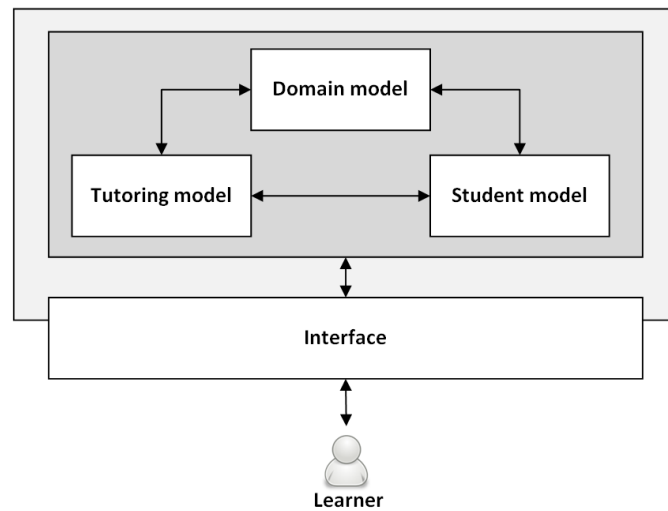 Domain model
Tutoring model
Student model
Interface
Learner